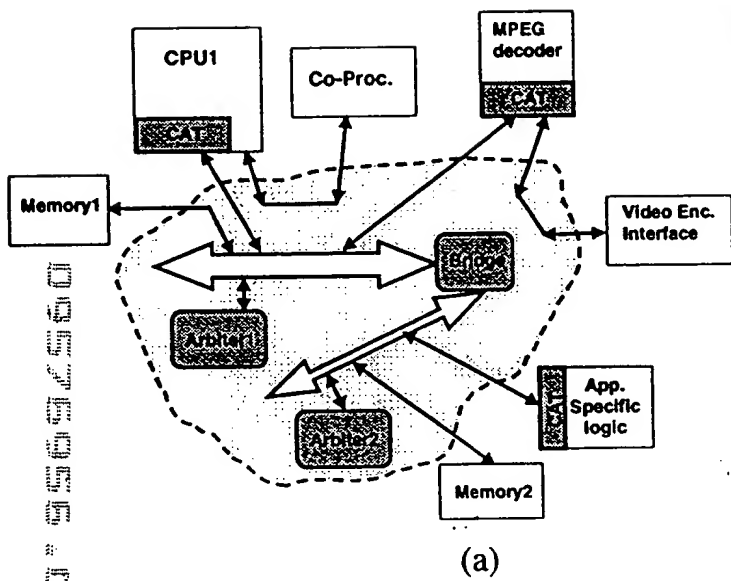 MPEG
decoder
CAT
CPU1
CAT
Co-Proc.
Memory1
Video Enc.
Interface
Bridge
Arbiter1
Arbiter2
CAT
App.
Specific
logic
Memory2
(a)